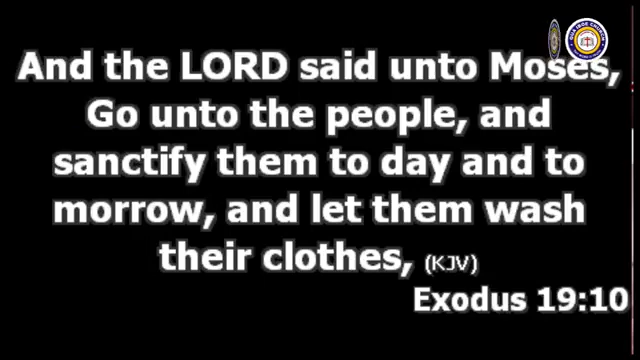 And the LORD said unto Moses,
Go unto the people, and
sanctify them to day and to
morrow, and let them wash
their clothes, (KJV)
Exodus 19:10